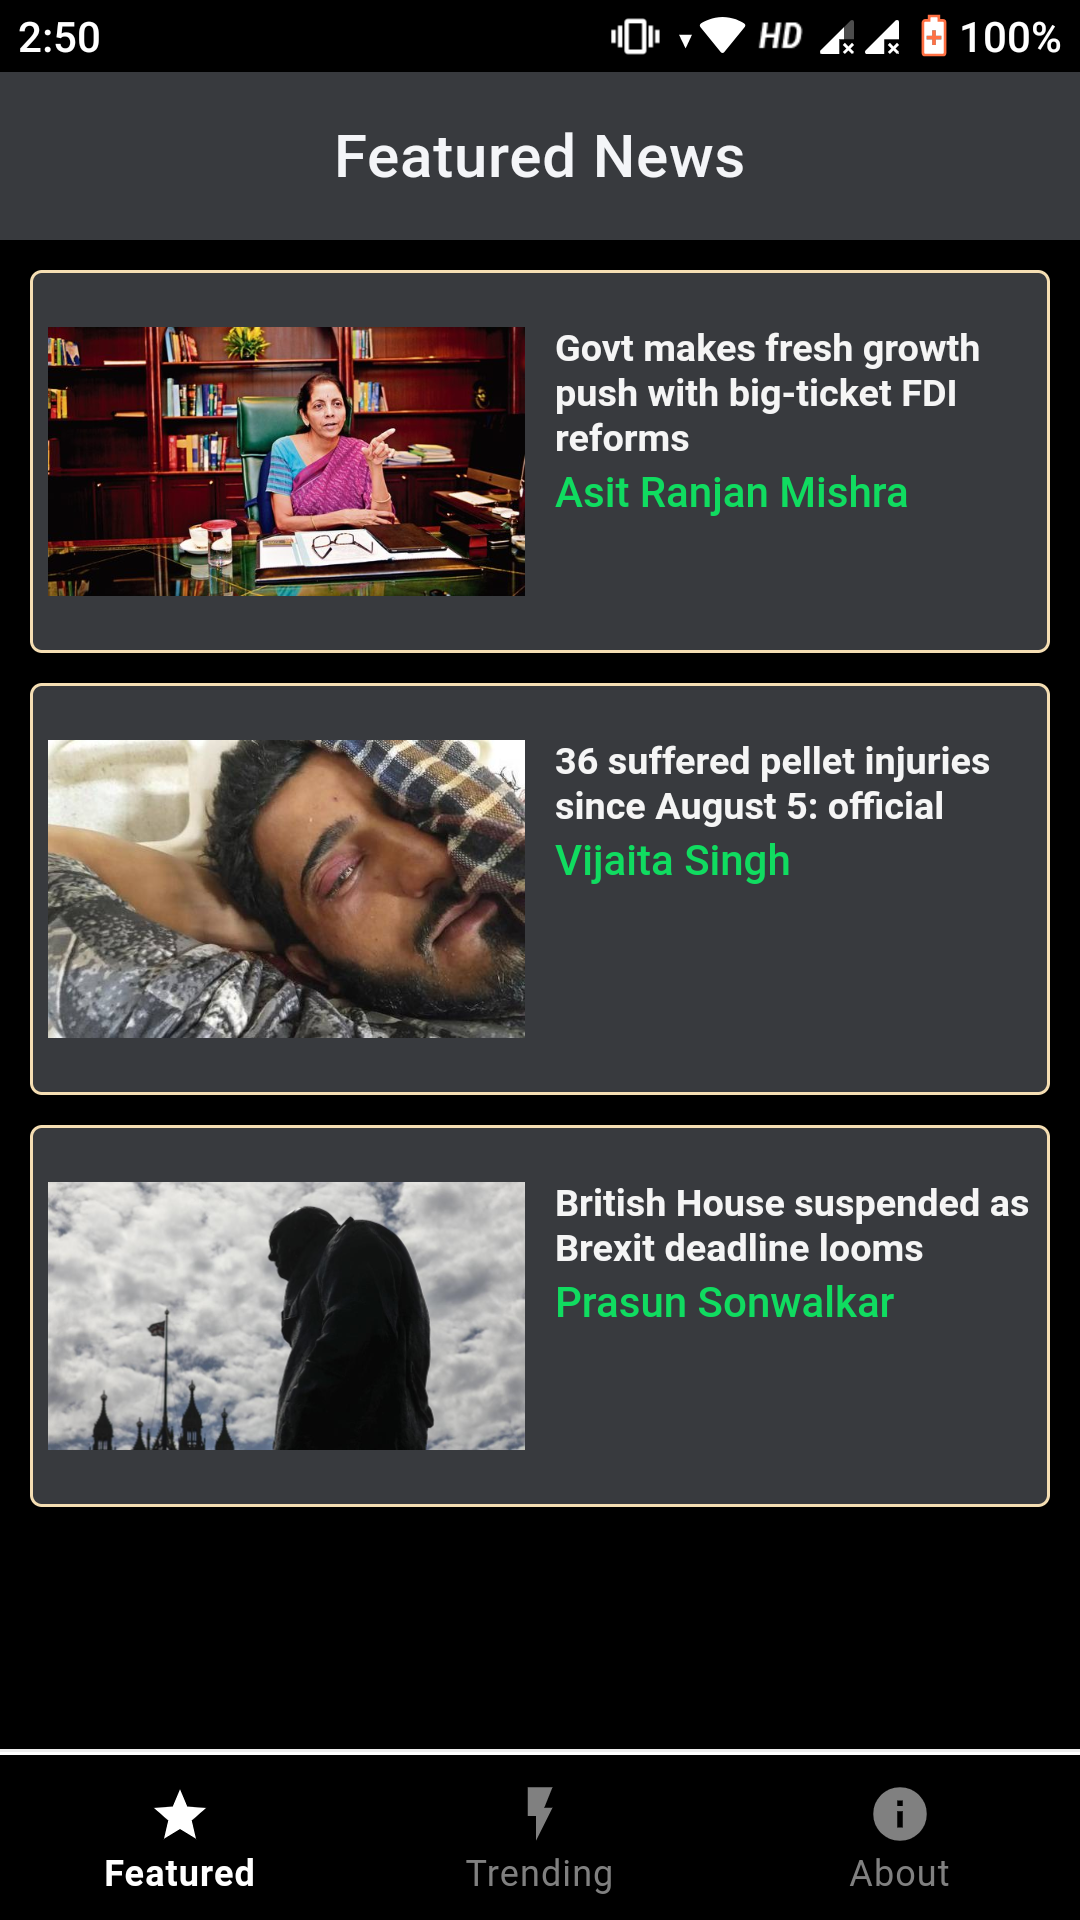 2:50
HD
100%
Featured News
Govt makes fresh growth
push with big-ticket FDI
reforms
Asit Ranjan Mishra
36 suffered pellet injuries
since August 5: official
Vijaita Singh
British House suspended as
Brexit deadline looms
Prasun Sonwalkar
Featured
Trending
About